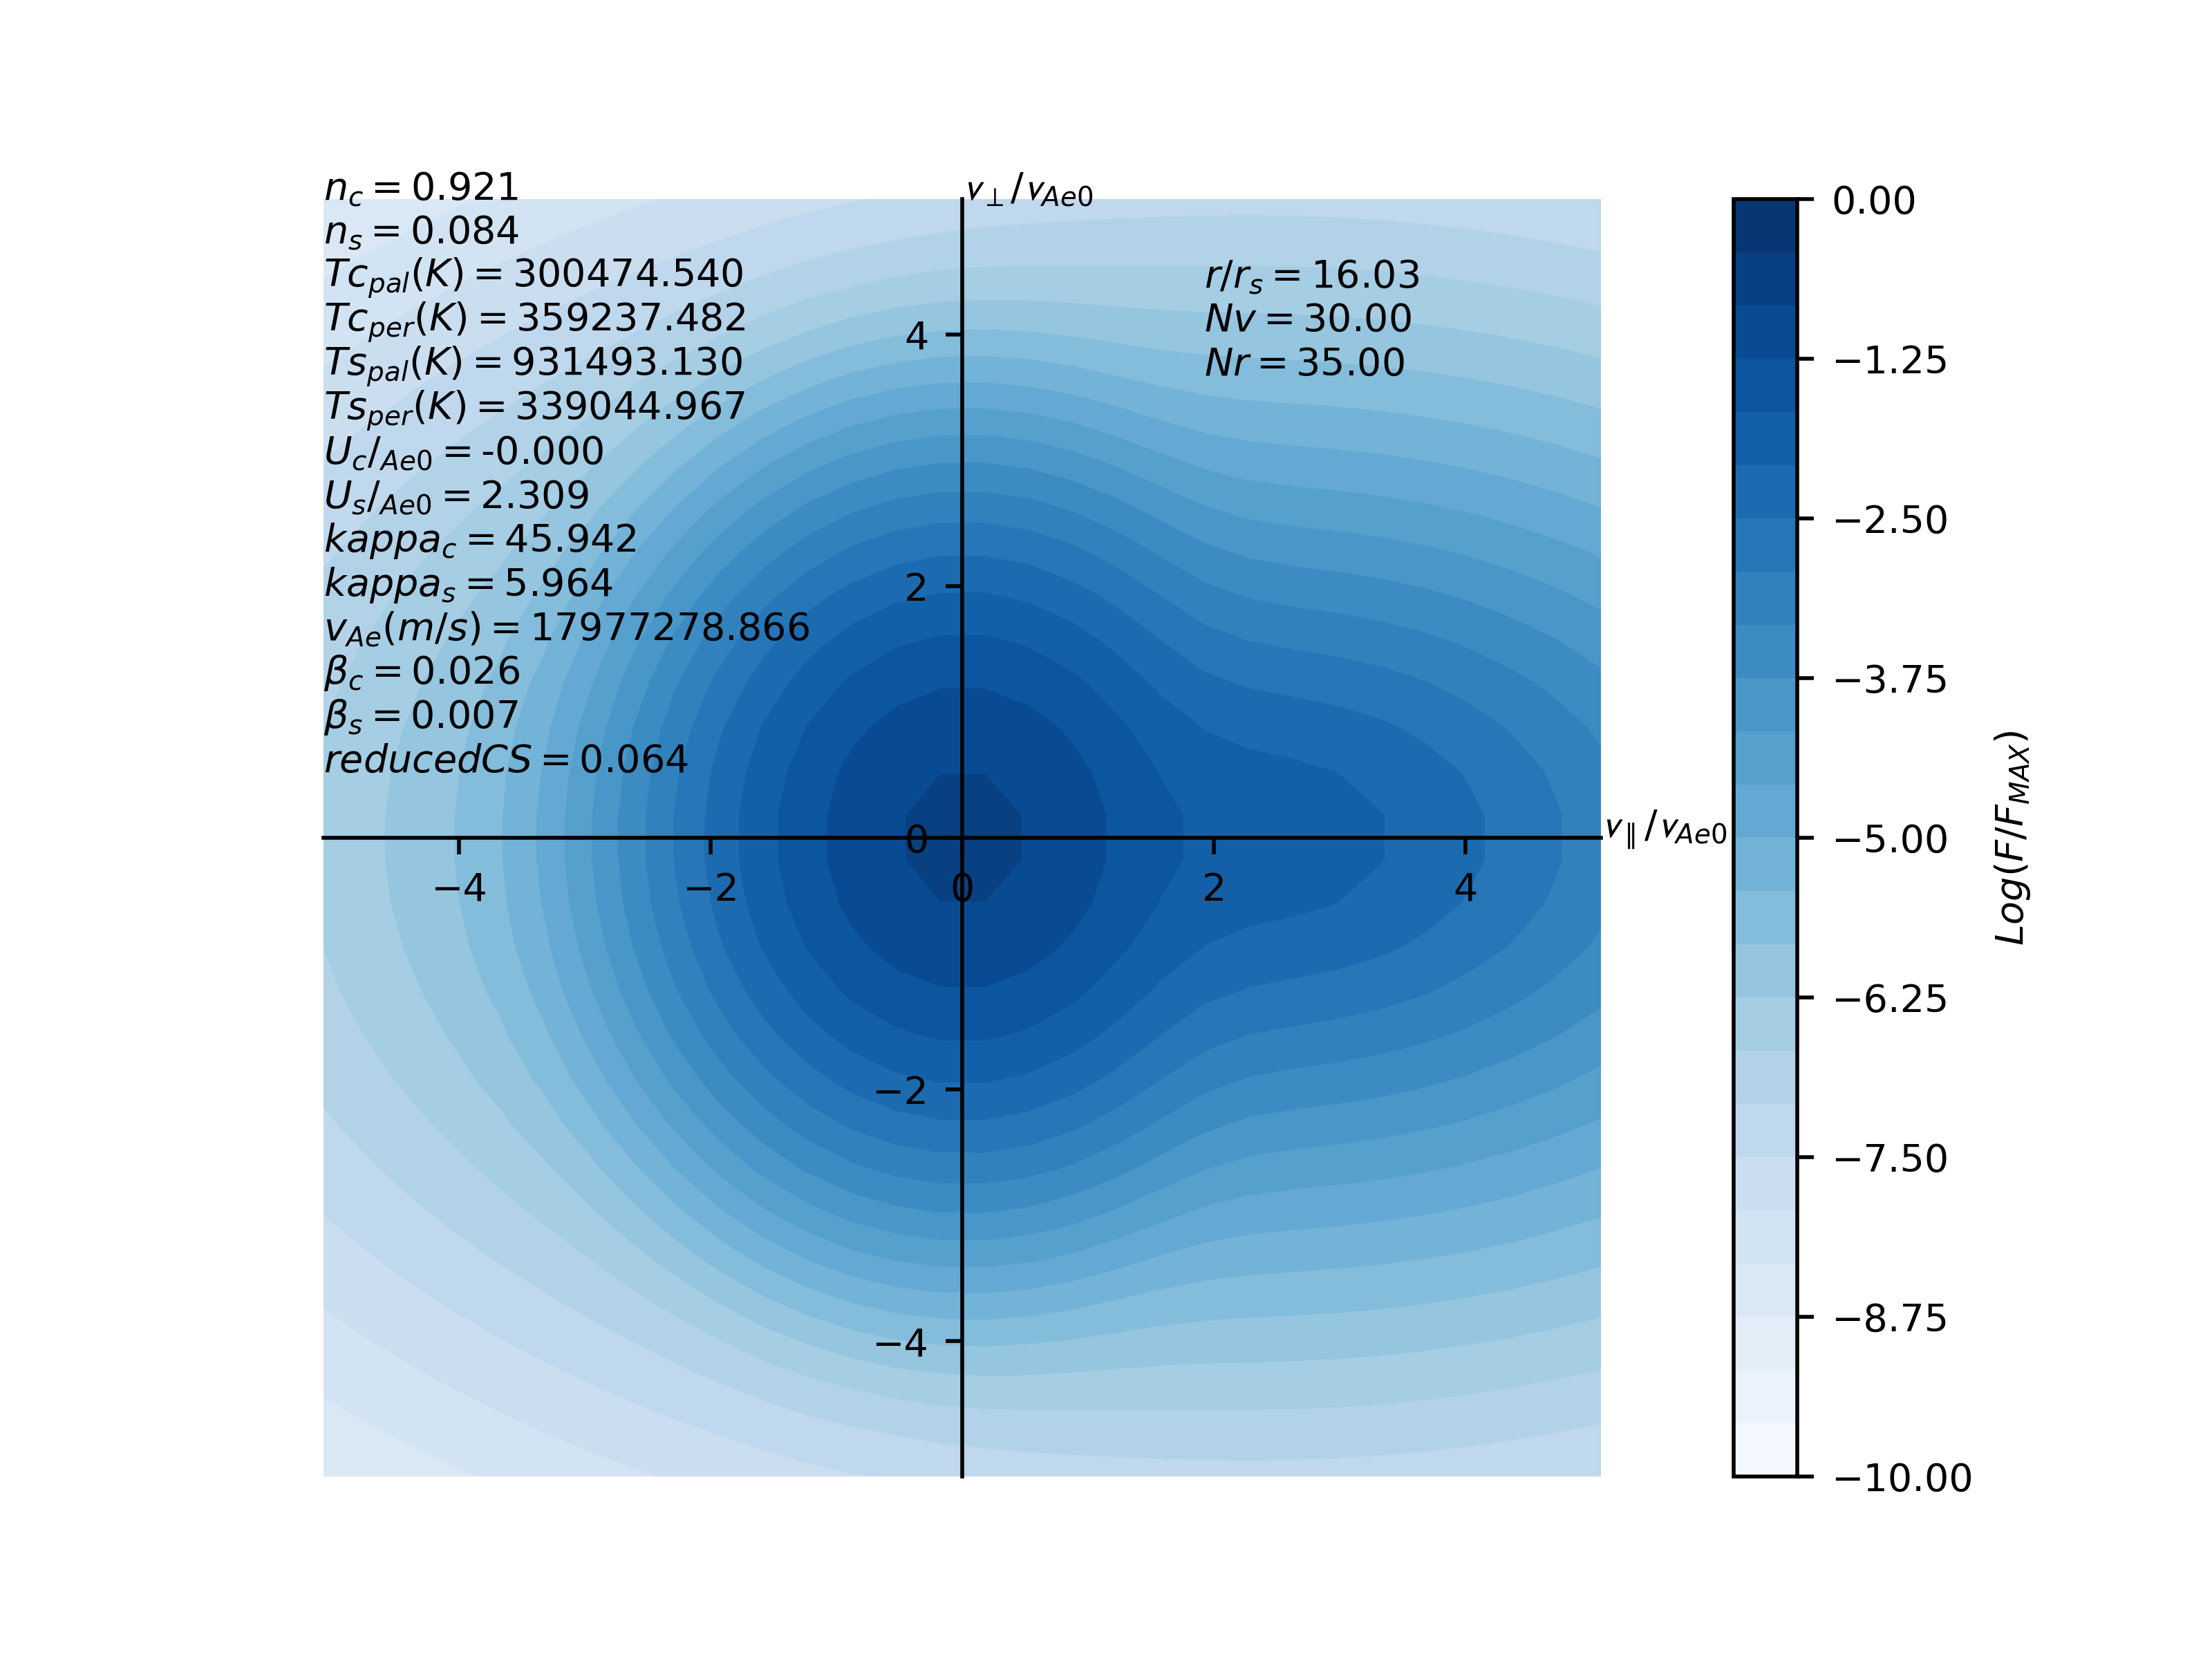 n_c = 0.921
n_s = 0.084
Tc_pal(K) = 300474.540
Tc_per(K) = 359237.482
Ts_pal(K) = 931493.130
Ts_per(K) = 339044.967
U_c/_Ae0 = -0.000
U_s/_Ae0 = 2.309
kappa_c = 45.942
kappa_s = 5.964
v_Ae(m/s) = 17977278.866
β_c = 0.026
β_s = 0.007
reducedCS = 0.064
v_⊥/v_Ae0
r/r_s = 16.03
Nv = 30.00
Nr = 35.00
4
2
0
−2
−4
−4
−2
0
2
4
v_∥/v_Ae0
0.00
−1.25
−2.50
−3.75
−5.00
−6.25
−7.50
−8.75
−10.00
Log(F/F_MAX)